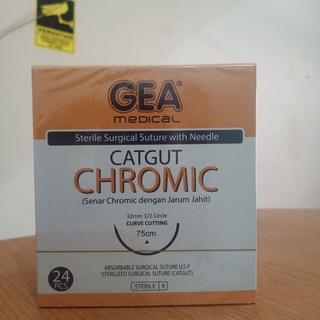 GEA®
medical
Sterile Surgical Suture with Needle
CATGUT
CHROMIC
(Senar Chromic dengan Jarum Jahit)
32mm 1/2 Circle
CURVE CUTTING
75cm
24
PCS
ABSORBABLE SURGICAL SUTURE U.S.P
STERILIZED SURGICAL SUTURE (CATGUT)
STERILE R